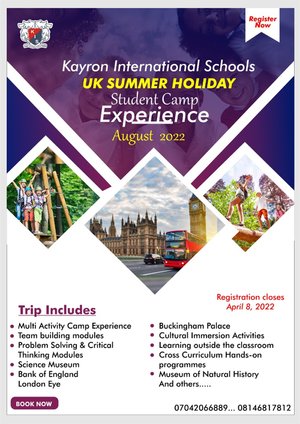 Register
Now
Kayron International Schools
UK SUMMER HOLIDAY
Student Camp
Experience
August 2022
Registration closes
April 8, 2022
Trip Includes
Multi Activity Camp Experience
Team building modules
Problem Solving & Critical
Thinking Modules
Science Museum
Bank of England
London Eye
Buckingham Palace
Cultural Immersion Activities
Learning outside the classroom
Cross Curriculum Hands-on
programmes
Museum of Natural History
And others.....
BOOK NOW
07042066889... 08146817812